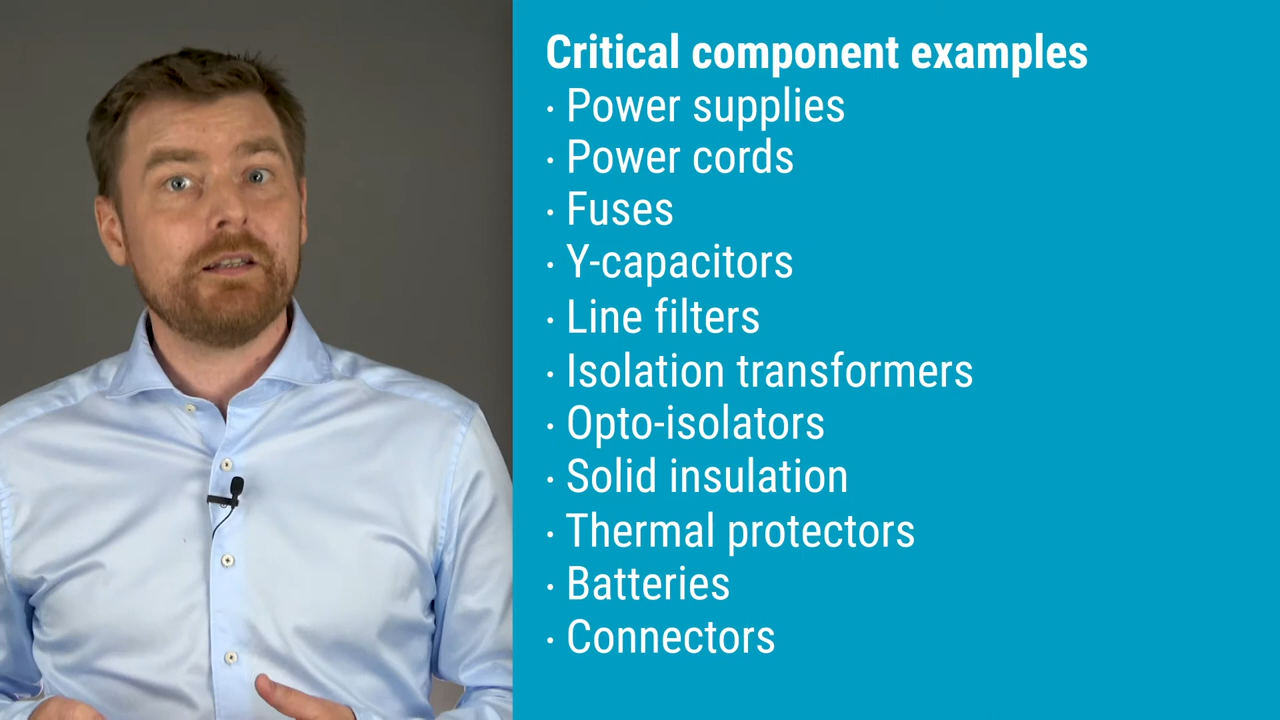 Critical component examples
· Power supplies
· Power cords
· Fuses
· Y-capacitors
· Line filters
· Isolation transformers
· Opto-isolators
· Solid insulation
· Thermal protectors
· Batteries
· Connectors